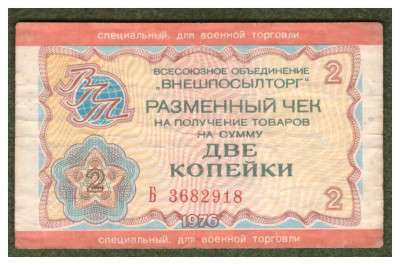 специальный, для военной торговли
ВПТ
ВСЕСОЮЗНОЕ ОБЪЕДИНЕНИЕ
„ВНЕШПОСЫЛТОРГ"
2
РАЗМЕННЫЙ ЧЕК
НА ПОЛУЧЕНИЕ ТОВАРОВ
НА СУММУ
ДВЕ
КОПЕЙКИ
2
Б 3682918
2
1976
специальный, для военной торговли